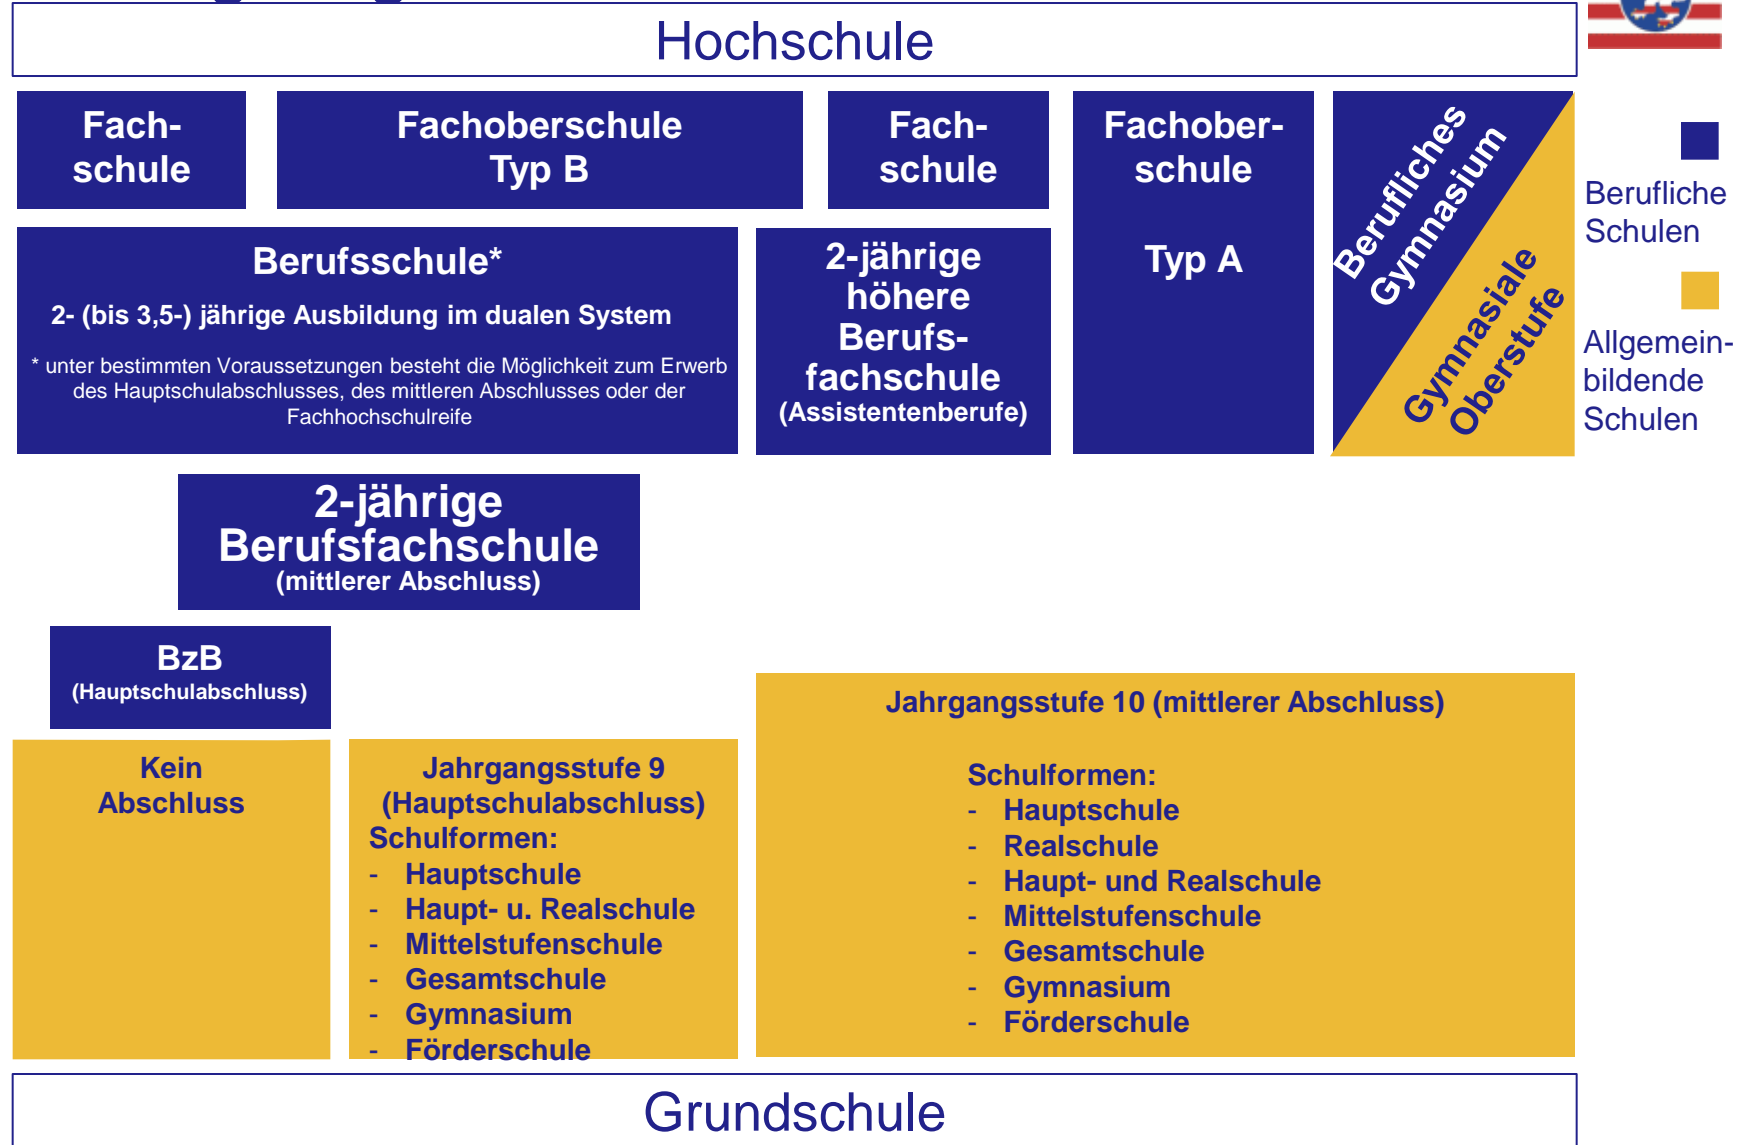 Hochschule
Fach-
schule
Fachoberschule
Typ B
Fach-
schule
Fachober-
schule
Typ A
Berufliches
Gymnasium
Gymnasiale
Oberstufe
Berufliche
Schulen
Allgemein-
bildende
Schulen
Berufsschule*
2- (bis 3,5-) jährige Ausbildung im dualen System
* unter bestimmten Voraussetzungen besteht die Möglichkeit zum Erwerb
des Hauptschulabschlusses, des mittleren Abschlusses oder der
Fachhochschulreife
2-jährige
höhere
Berufs-
fachschule
(Assistentenberufe)
2-jährige
Berufsfachschule
(mittlerer Abschluss)
BzB
(Hauptschulabschluss)
Kein
Abschluss
Jahrgangsstufe 9
(Hauptschulabschluss)
Schulformen:
- Hauptschule
- Haupt- u. Realschule
- Mittelstufenschule
- Gesamtschule
- Gymnasium
- Förderschule
Jahrgangsstufe 10 (mittlerer Abschluss)
Schulformen:
- Hauptschule
- Realschule
- Haupt- und Realschule
- Mittelstufenschule
- Gesamtschule
- Gymnasium
- Förderschule
Grundschule